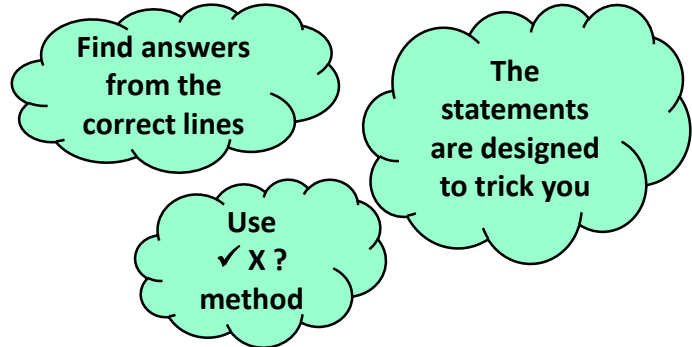 Find answers
from the
correct lines
The
statements
are designed
to trick you
Use
✓ X ?
method